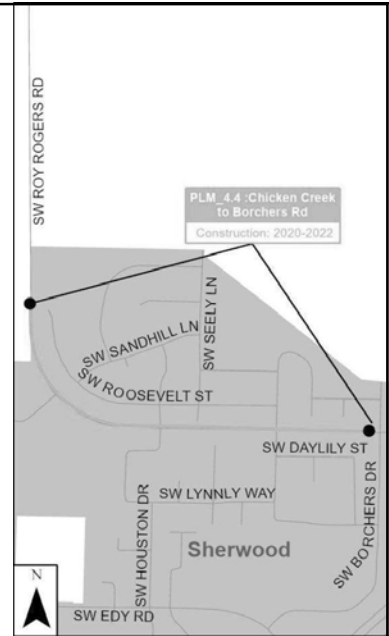 SW ROY ROGERS RD
PLM_4.4 :Chicken Creek
to Borchers Rd
Construction: 2020-2022
SW SEELY LN
SW SANDHILL LN
SW ROOSEVELT ST
SW DAYLILY ST
SW LYNNLY WAY
SW HOUSTON DR
SW BORCHERS DR
Sherwood
N
SW EDY RD